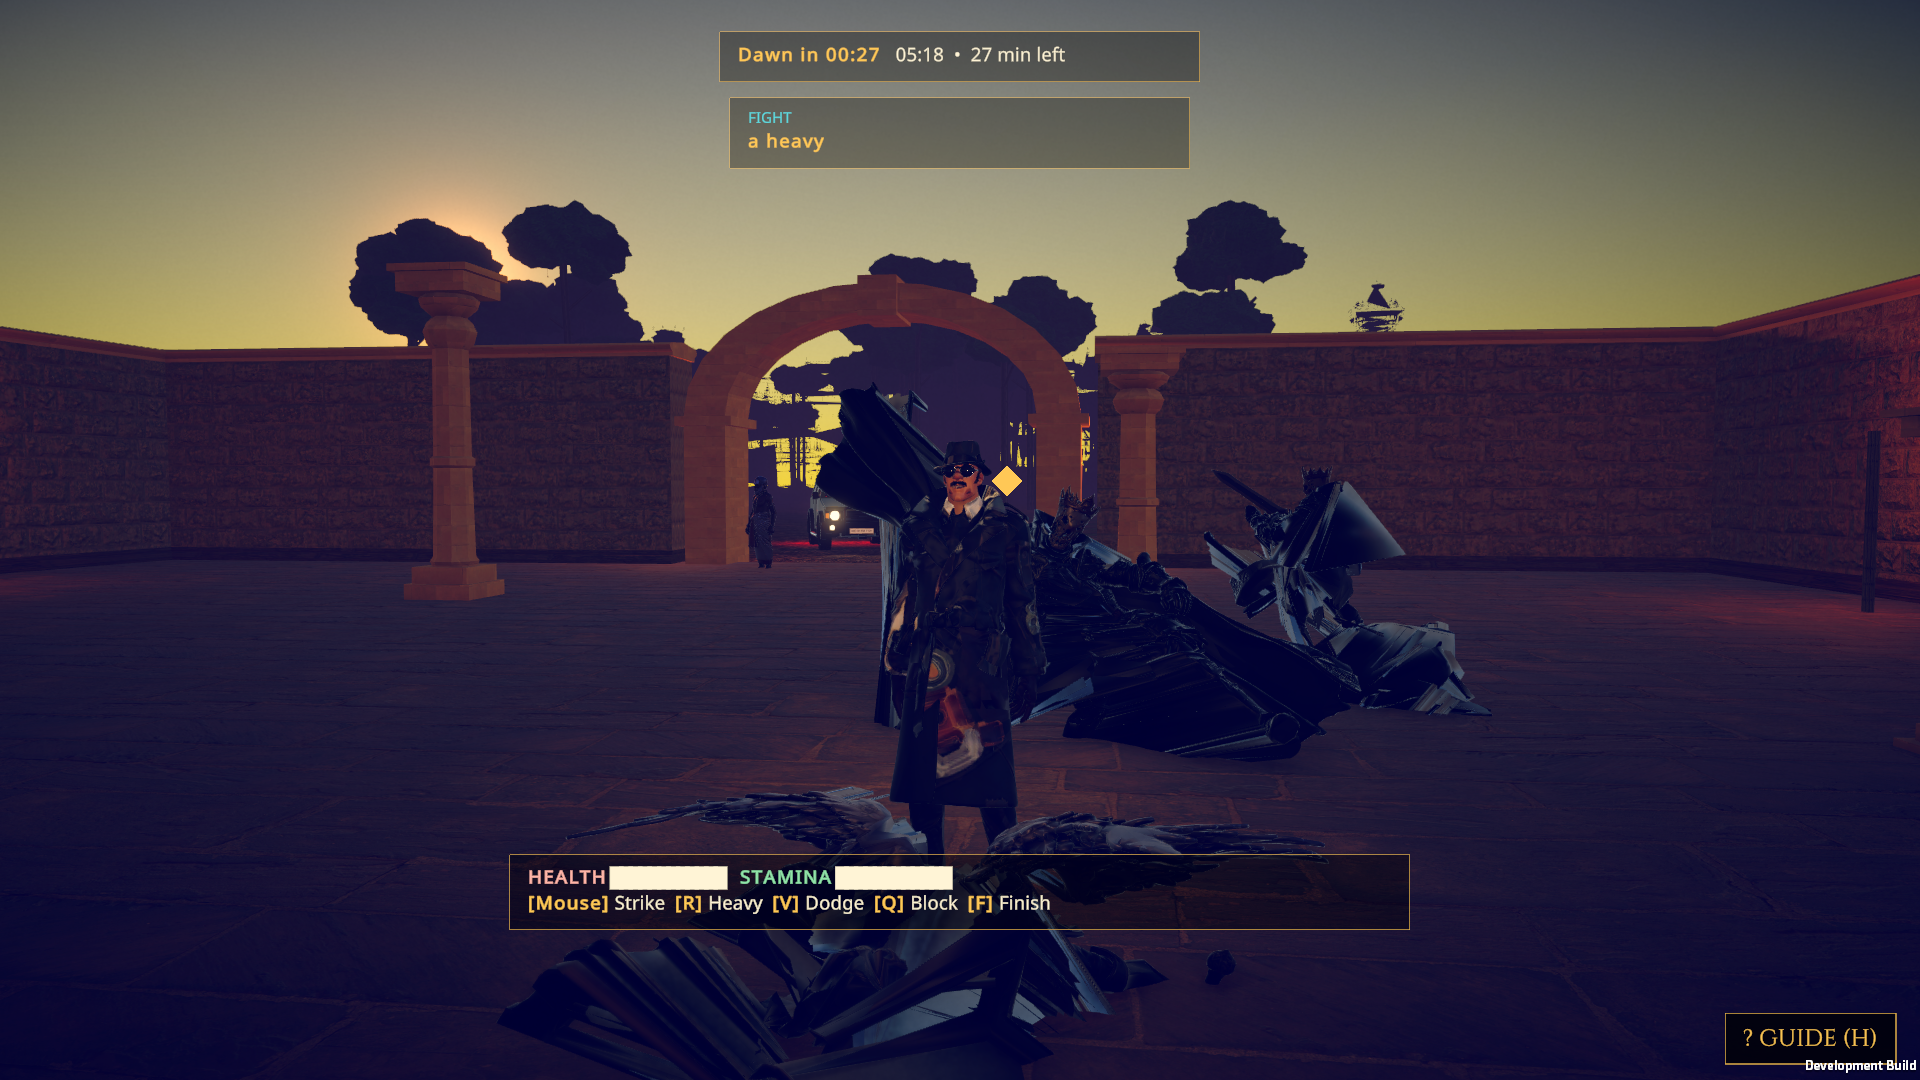 Dawn in 00:27 05:18 • 27 min left
FIGHT
a heavy
HEALTH STAMINA
[Mouse] Strike [R] Heavy [V] Dodge [Q] Block [F] Finish
? GUIDE (H)
Development Build